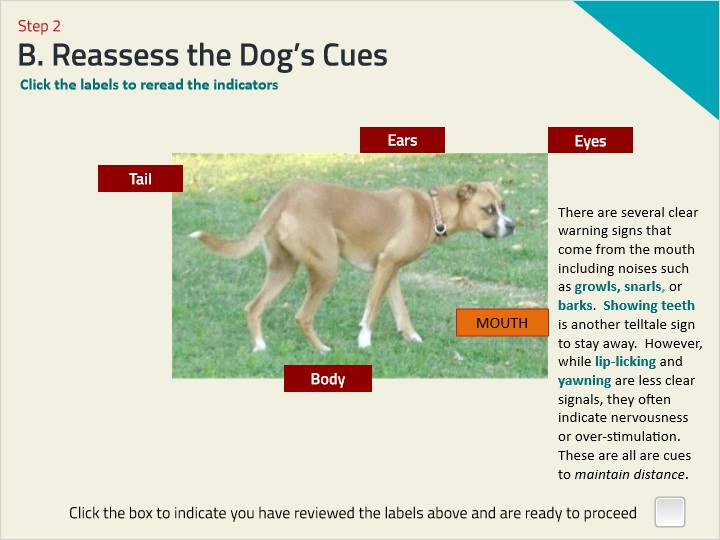 Step 2
B. Reassess the Dog's Cues
Click the labels to reread the indicators
Ears
Eyes
Tail
There are several clear
warning signs that
come from the mouth
including noises such
as growls, snarls, or
barks.  Showing teeth
is another telltale sign
to stay away.  However,
while lip-licking and
yawning are less clear
signals, they often
indicate nervousness
or over-stimulation.
These are all are cues
to maintain distance.
MOUTH
Body
Click the box to indicate you have reviewed the labels above and are ready to proceed